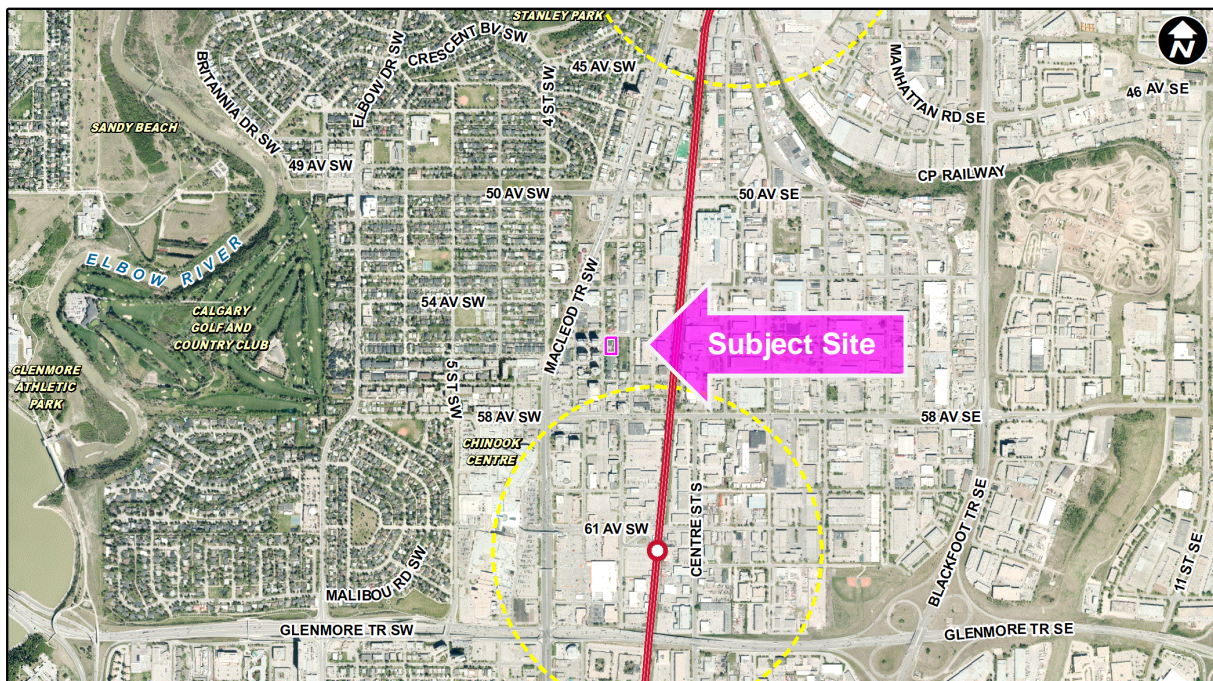 STANLEY PARK
N
CRESCENT BV SW
45 AV SW
BRITANNIA DR SW
ELBOW DR SW
4 ST SW
MANHATTAN RD SE
46 AV SE
SANDY BEACH
49 AV SW
CP RAILWAY
50 AV SW
50 AV SE
ELBOW RIVER
MACLEOD TR SW
54 AV SW
CALGARY
GOLF AND
COUNTRY CLUB
Subject Site
GLENMORE
ATHLETIC
PARK
5 ST SW
58 AV SW
58 AV SE
CHINOOK
CENTRE
61 AV SW
CENTRE ST S
BLACKFOOT TR SE
11 ST SE
MALIBOU RD SW
GLENMORE TR SW
GLENMORE TR SE